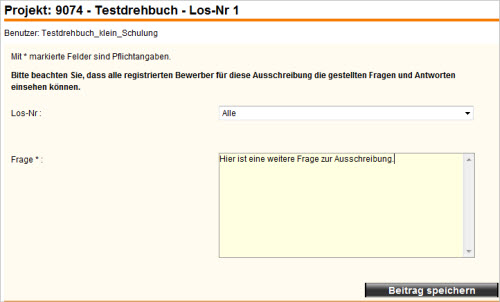 Projekt: 9074 - Testdrehbuch - Los-Nr 1
Benutzer: Testdrehbuch_klein_Schulung
Mit * markierte Felder sind Pflichtangaben.
Bitte beachten Sie, dass alle registrierten Bewerber für diese Ausschreibung die gestellten Fragen und Antworten
einsehen können.
Los-Nr : Alle
Frage * : Hier ist eine weitere Frage zur Ausschreibung.
Beitrag speichern